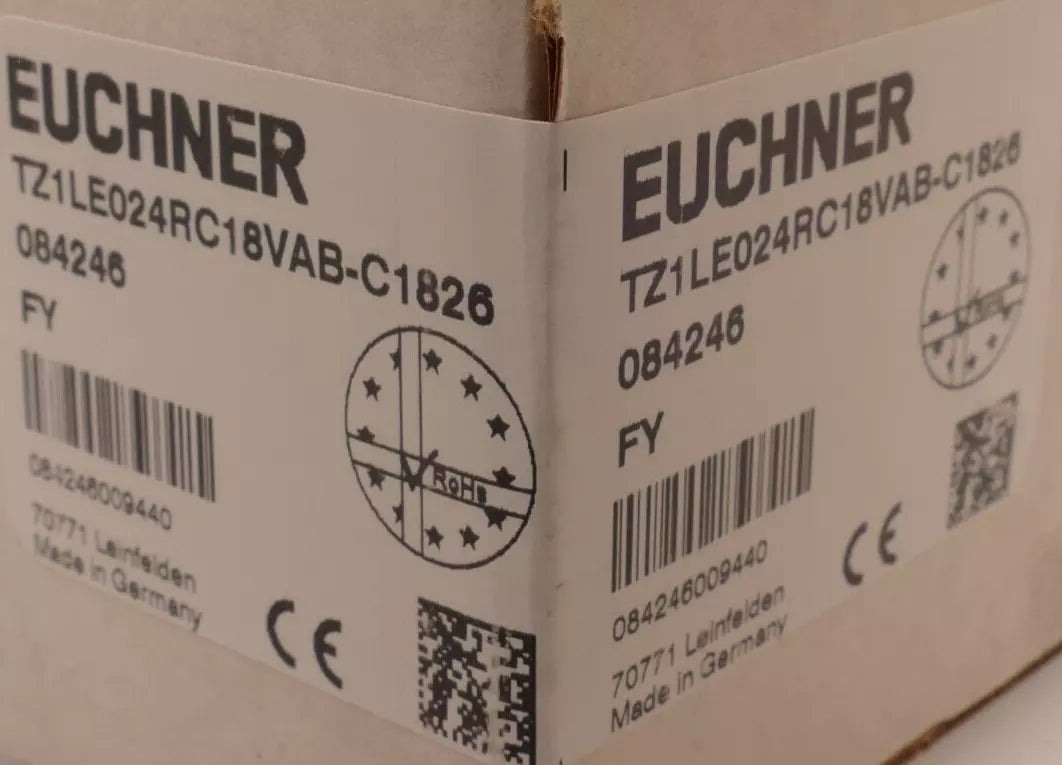 EUCHNER
TZ1LE024RC18VAB-C1826
084246
FY
RoHs
084246009440
70771 Leinfelden
Made in Germany
CE
EUCHNER
TZ1LE024RC18VAB-C1826
084246
FY
RoHs
084246009440
70771 Leinfelden
Made in Germany
CE